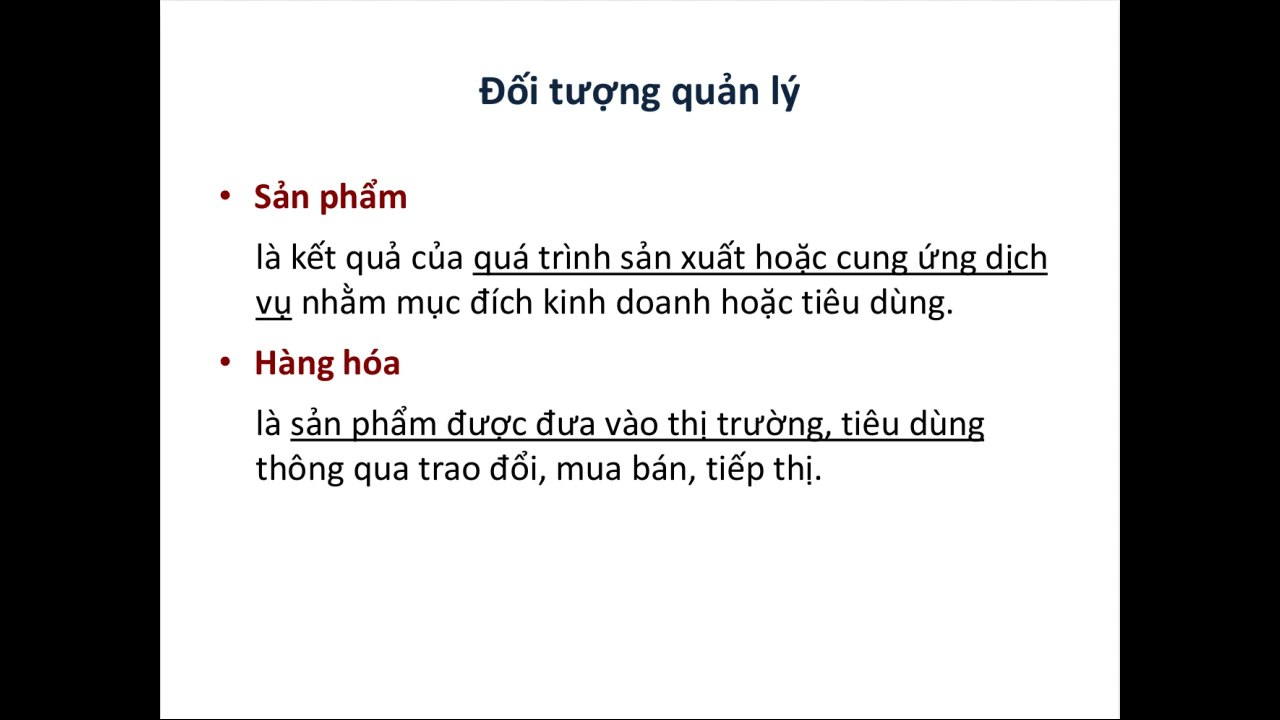 Đối tượng quản lý
• Sản phẩm
là kết quả của quá trình sản xuất hoặc cung ứng dịch
vụ nhằm mục đích kinh doanh hoặc tiêu dùng.
• Hàng hóa
là sản phẩm được đưa vào thị trường, tiêu dùng
thông qua trao đổi, mua bán, tiếp thị.